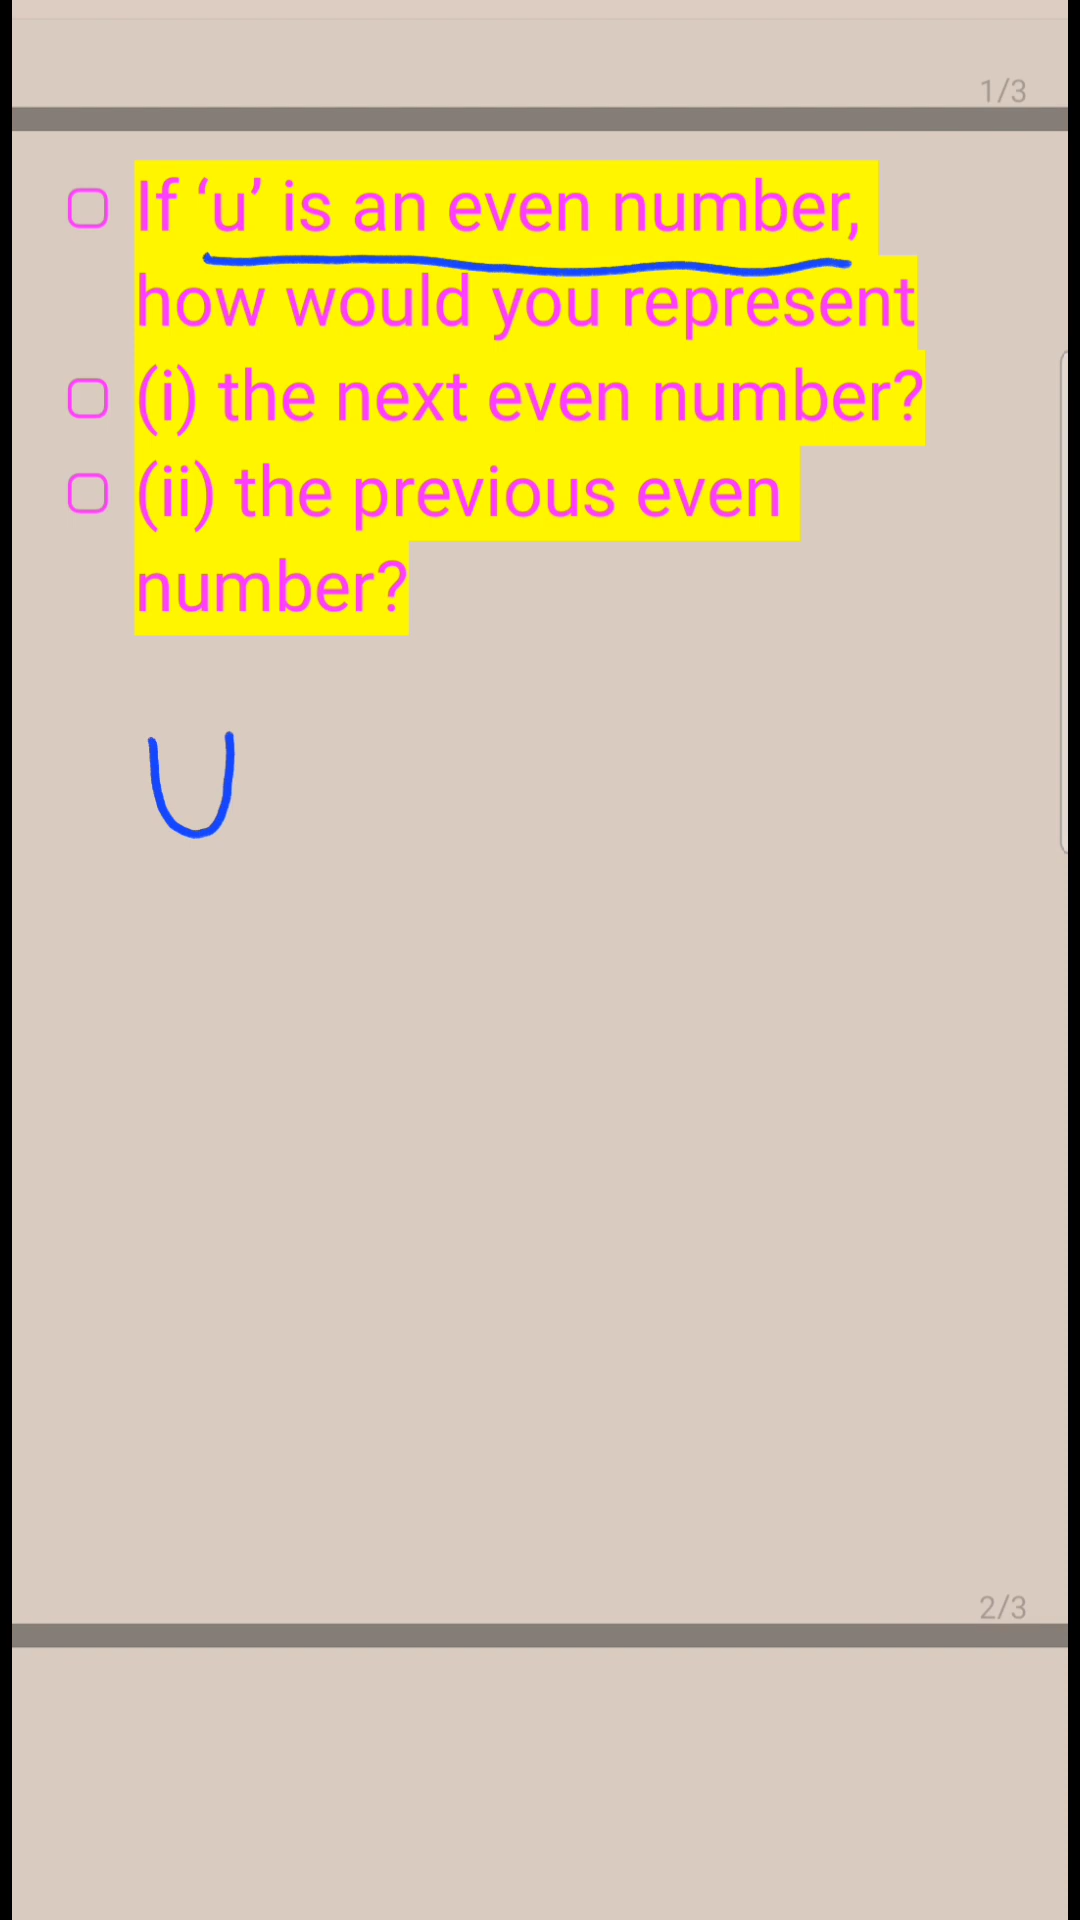 1/3
If ‘u’ is an even number,
how would you represent
(i) the next even number?
(ii) the previous even
number?
U
2/3